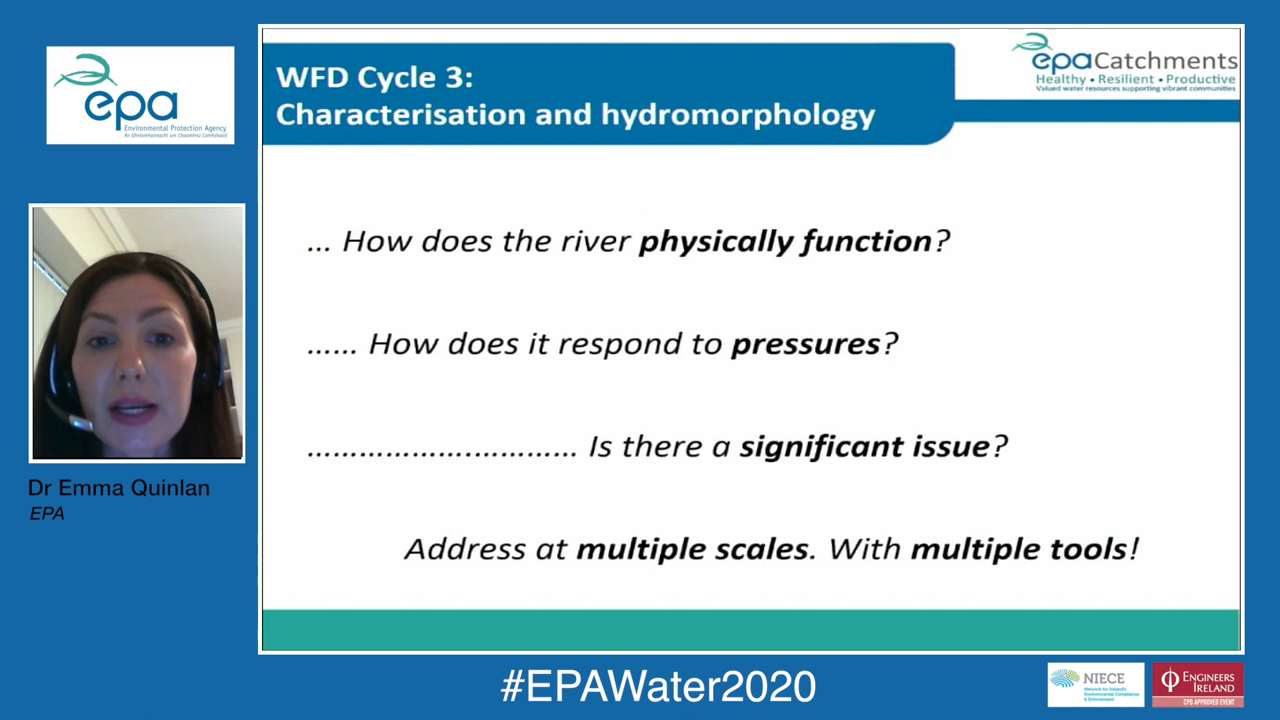 epa
Environmental Protection Agency
An Ghníomhaireacht um Chaomhnú Comhshaoil
WFD Cycle 3:
Characterisation and hydromorphology
epaCatchments
Healthy • Resilient • Productive
Valued water resources supporting vibrant communities
... How does the river physically function?
...... How does it respond to pressures?
............................... Is there a significant issue?
Address at multiple scales. With multiple tools!
Dr Emma Quinlan
EPA
#EPAWater2020
NIECE
Network for Ireland's
Environmental Compliance
& Enforcement
ENGINEERS
IRELAND
CPD APPROVED EVENT